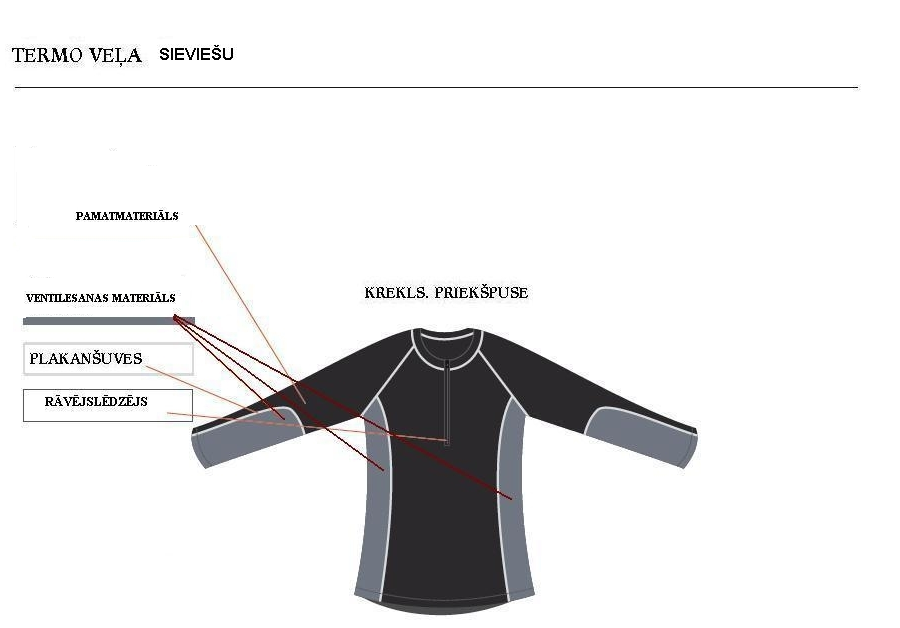 TERMO VEĻA SIEVIEŠU
PAMATMATERIĀLS
KREKLS. PRIEKŠPUSE
VENTILESANAS MATERIĀLS
PLAKANŠUVES
RĀVĒJSLĒDZĒJS